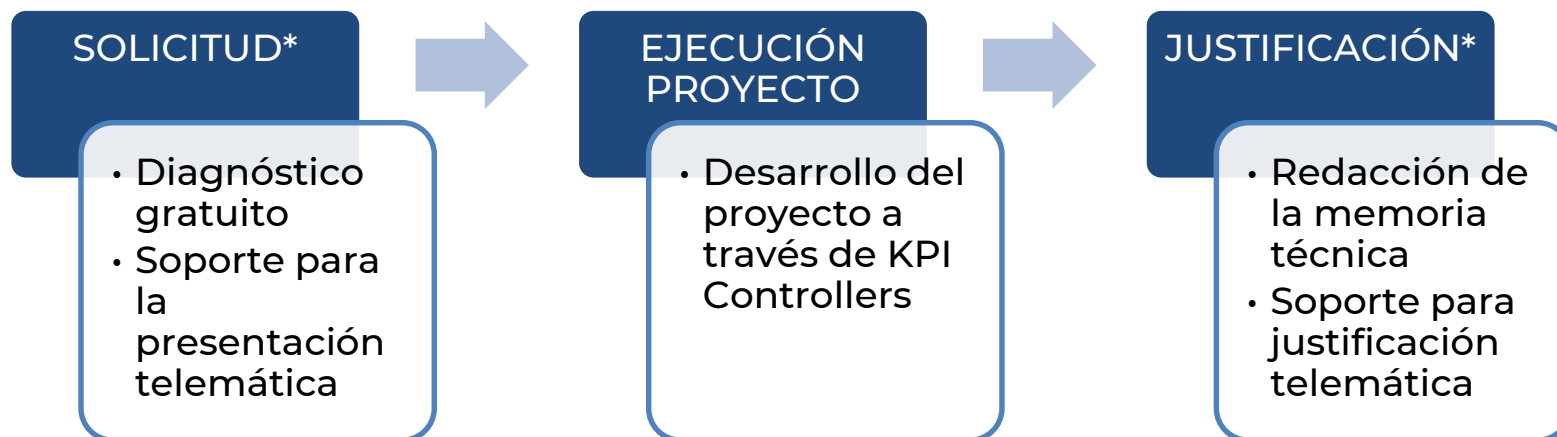 SOLICITUD*
• Diagnóstico
gratuito
• Soporte para
la
presentación
telemática
EJECUCIÓN
PROYECTO
• Desarrollo del
proyecto a
través de KPI
Controllers
JUSTIFICACIÓN*
• Redacción de
la memoria
técnica
• Soporte para
justificación
telemática